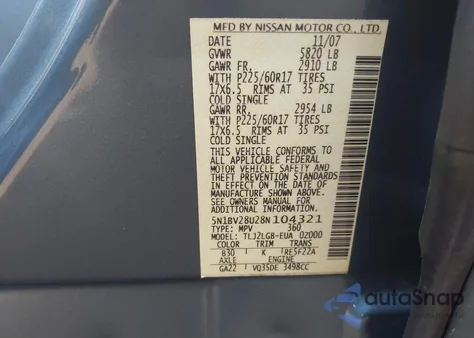 MFD BY NISSAN MOTOR CO., LTD.
DATE 11/07
GVWR 5820 LB
GAWR FR, 2910 LB
WITH P225/60R17 TIRES
17X6.5 RIMS AT 35 PSI
COLD SINGLE
GAWR RR, 2954 LB
WITH P225/60R17 TIRES
17X6.5 RIMS AT 35 PSI
COLD SINGLE
THIS VEHICLE CONFORMS TO
ALL APPLICABLE FEDERAL
MOTOR VEHICLE SAFETY AND
THEFT PREVENTION STANDARDS
IN EFFECT ON THE DATE OF
MANUFACTURE SHOWN ABOVE.
SEE OWNERS MANUAL FOR
ADDITIONAL INFORMATION.
5N1BV28U28N104321
TYPE: MPV 360
MODEL: TLJ2LGB-EUA 02000
COLOR TRIM TRANS
B30 K RE5F22A
AXLE ENGINE
GA22 VQ35DE 3498CC
autoSnap